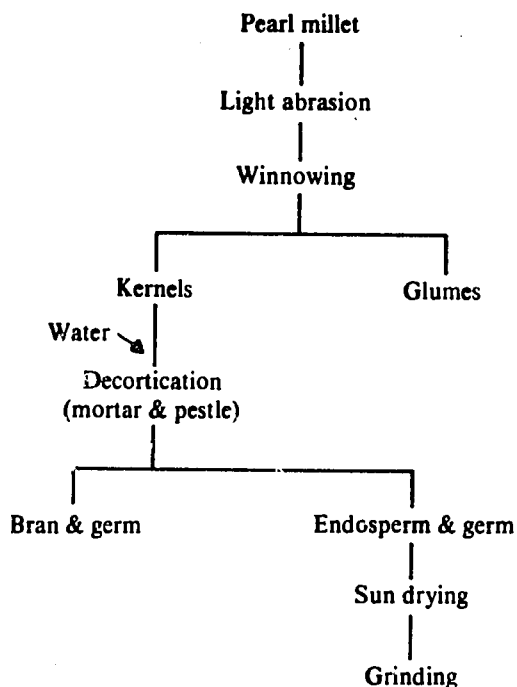 Pearl millet
Light abrasion
Winnowing
Kernels
Glumes
Water
Decortication
(mortar & pestle)
Bran & germ
Endosperm & germ
Sun drying
Grinding